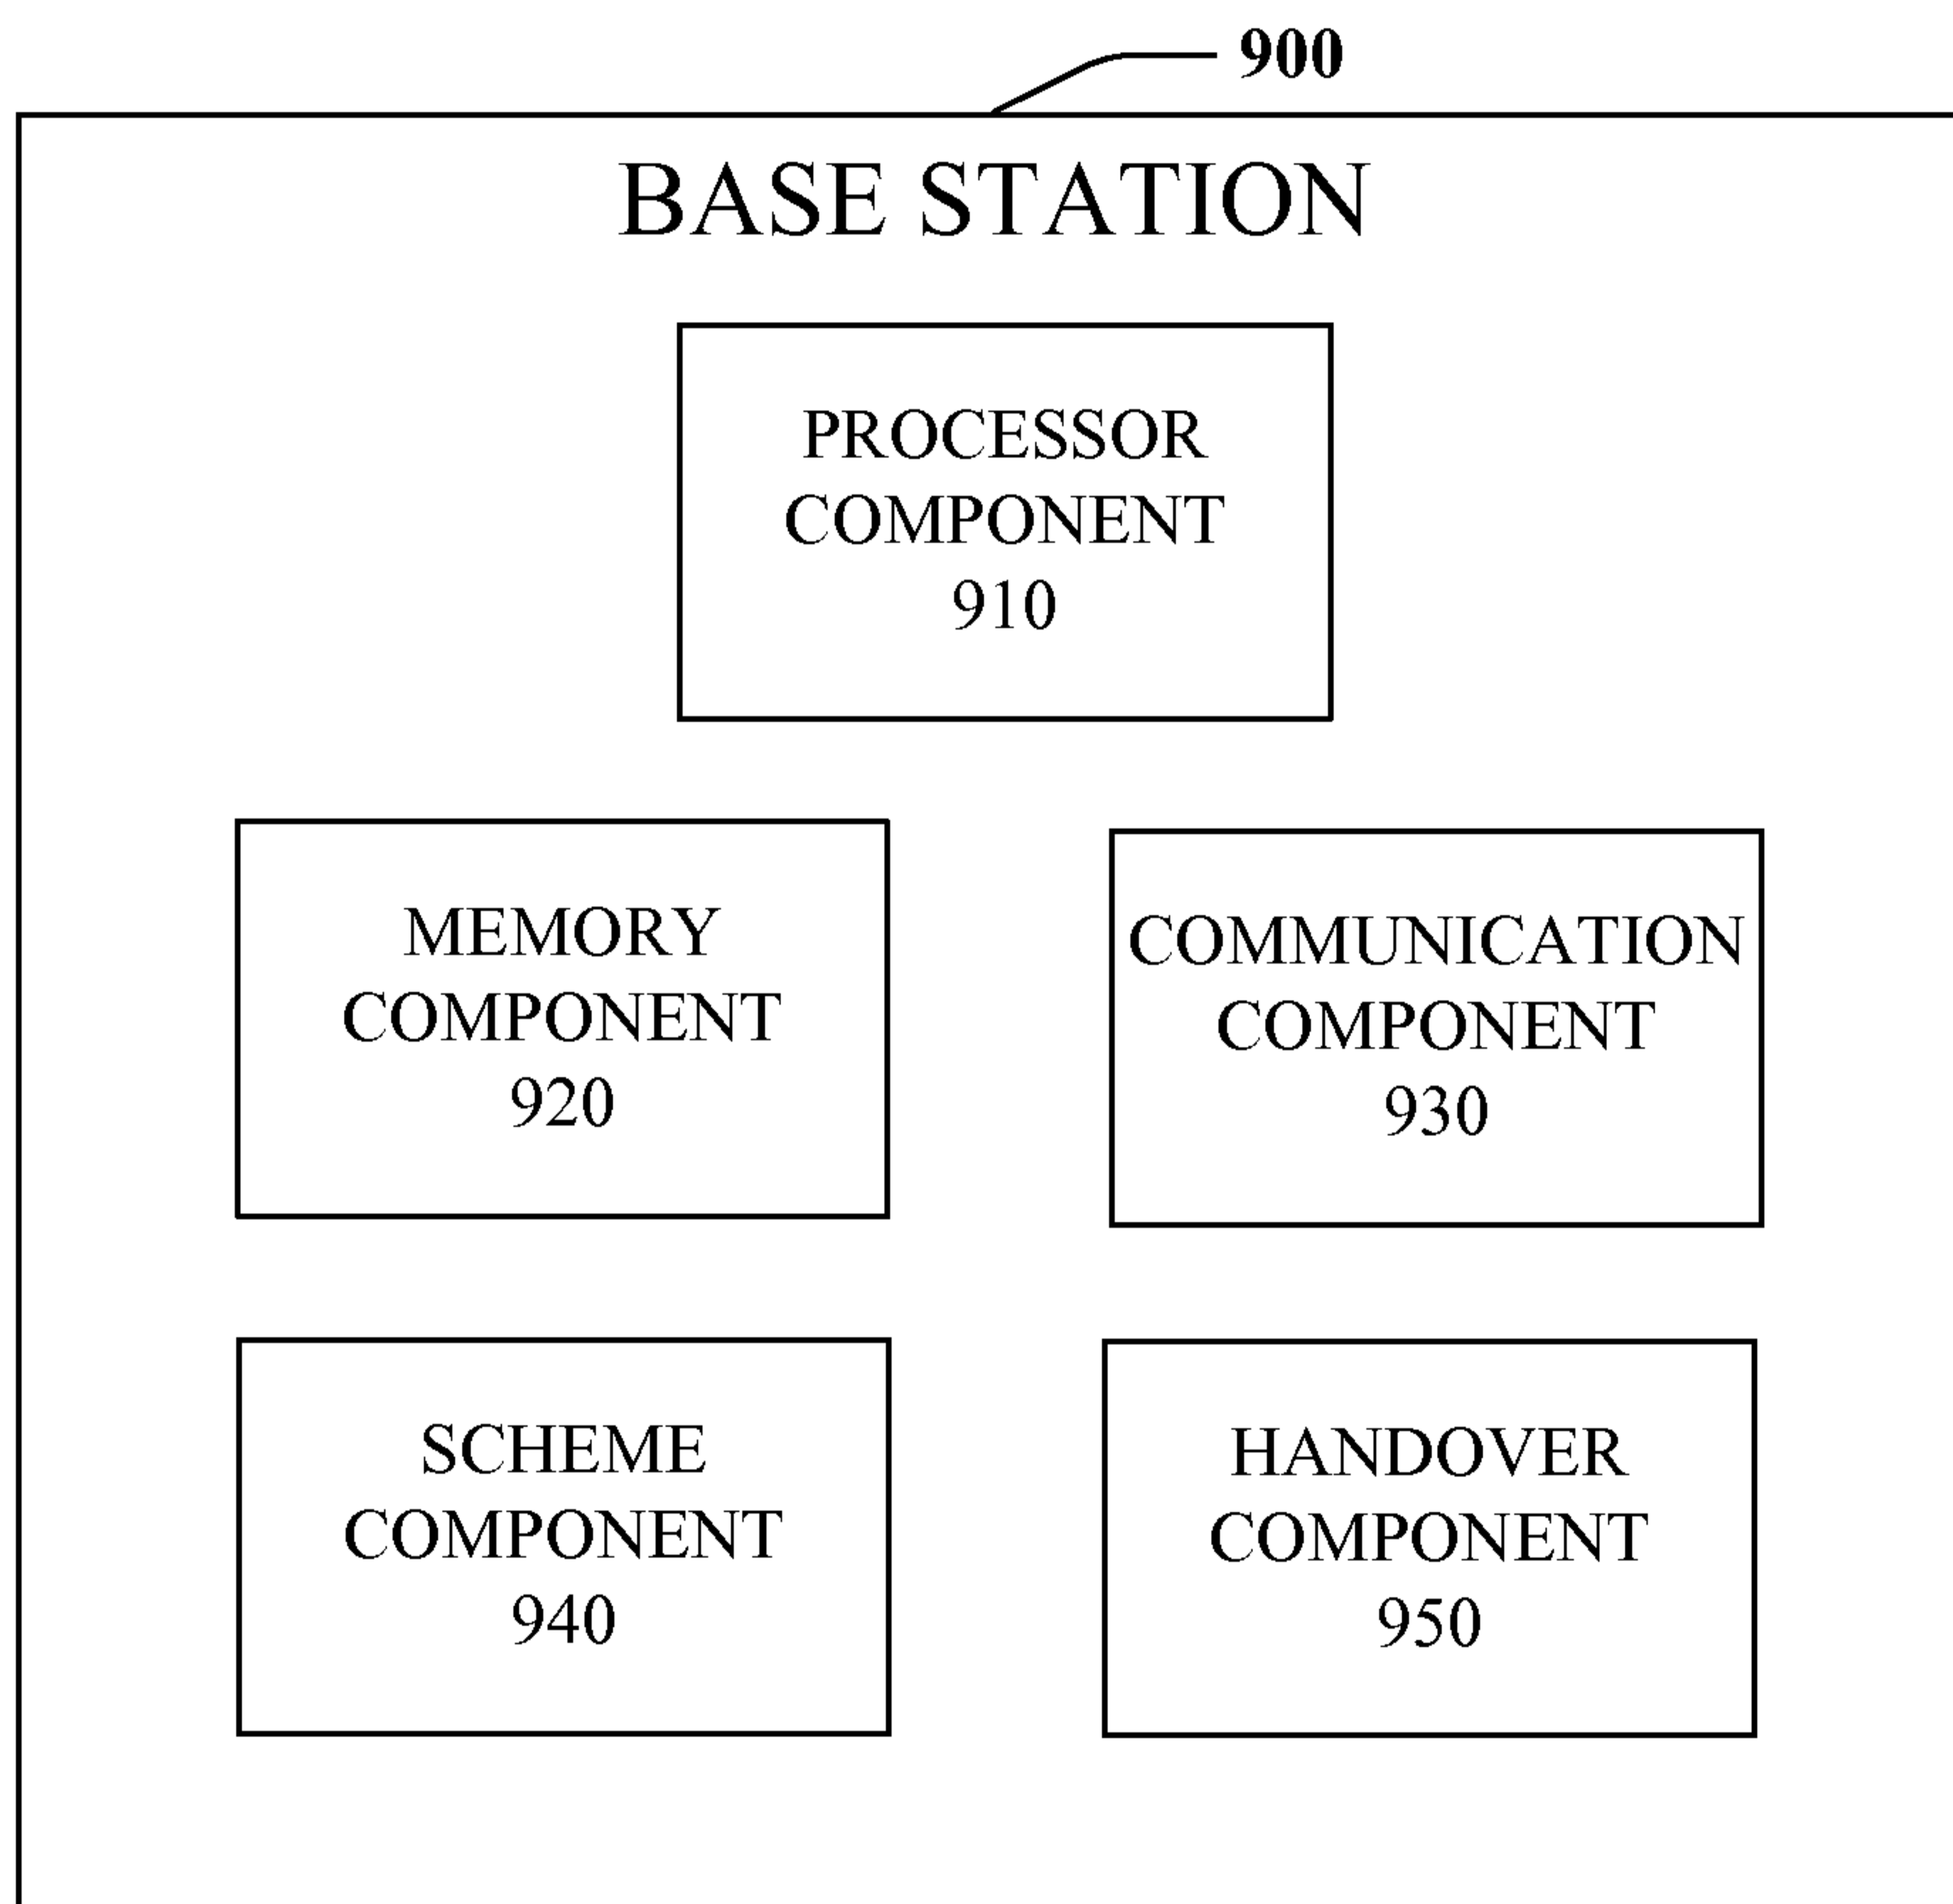 900
BASE STATION
PROCESSOR
COMPONENT
910
MEMORY
COMPONENT
920
COMMUNICATION
COMPONENT
930
SCHEME
COMPONENT
940
HANDOVER
COMPONENT
950